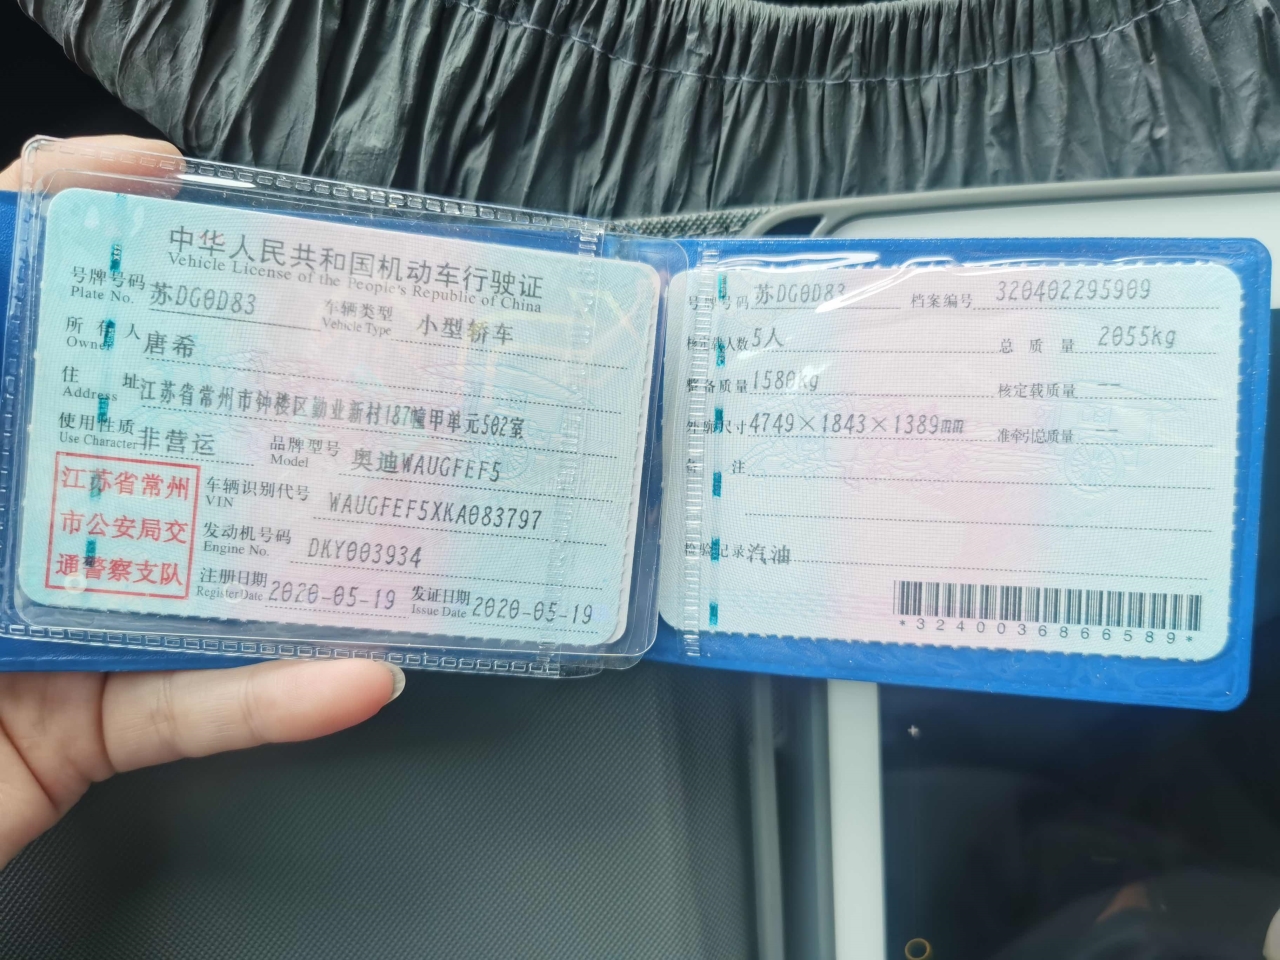 中华人民共和国机动车行驶证
Vehicle License of the People's Republic of China
号牌号码 苏DG0D83 车辆类型 小型轿车
Plate No. Vehicle Type
所有人 唐希
Owner
住址 江苏省常州市钟楼区勤业新村187幢甲单元502室
Address
使用性质 非营运 品牌型号 奥迪WAUGFEF5
Use Character Model
江苏省常州
市公安局交
通警察支队
车辆识别代号 WAUGFEF5XKA083797
VIN
发动机号码 DKY003934
Engine No.
注册日期 2020-05-19 发证日期 2020-05-19
Register Date Issue Date
号牌号码 苏DG0D83 档案编号 320402295909
核定载人数 5人 总质量 2055kg
整备质量 1580kg 核定载质量 --
外廓尺寸 4749×1843×1389mm 准牵引总质量 --
备注
检验记录 汽油
*3240036866589*